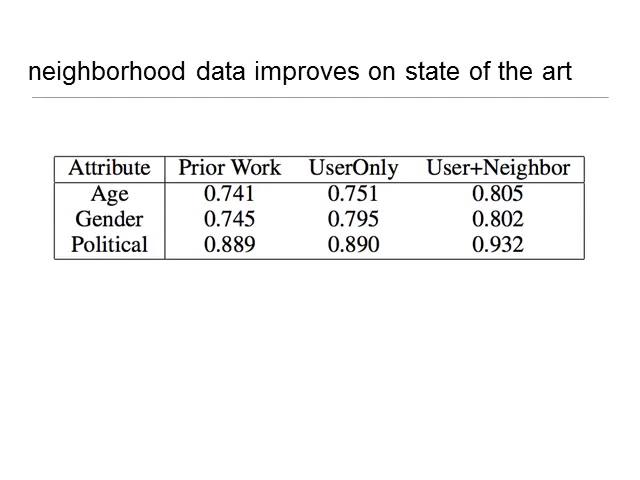 neighborhood data improves on state of the art
Attribute Prior Work UserOnly User+Neighbor
Age 0.741 0.751 0.805
Gender 0.745 0.795 0.802
Political 0.889 0.890 0.932